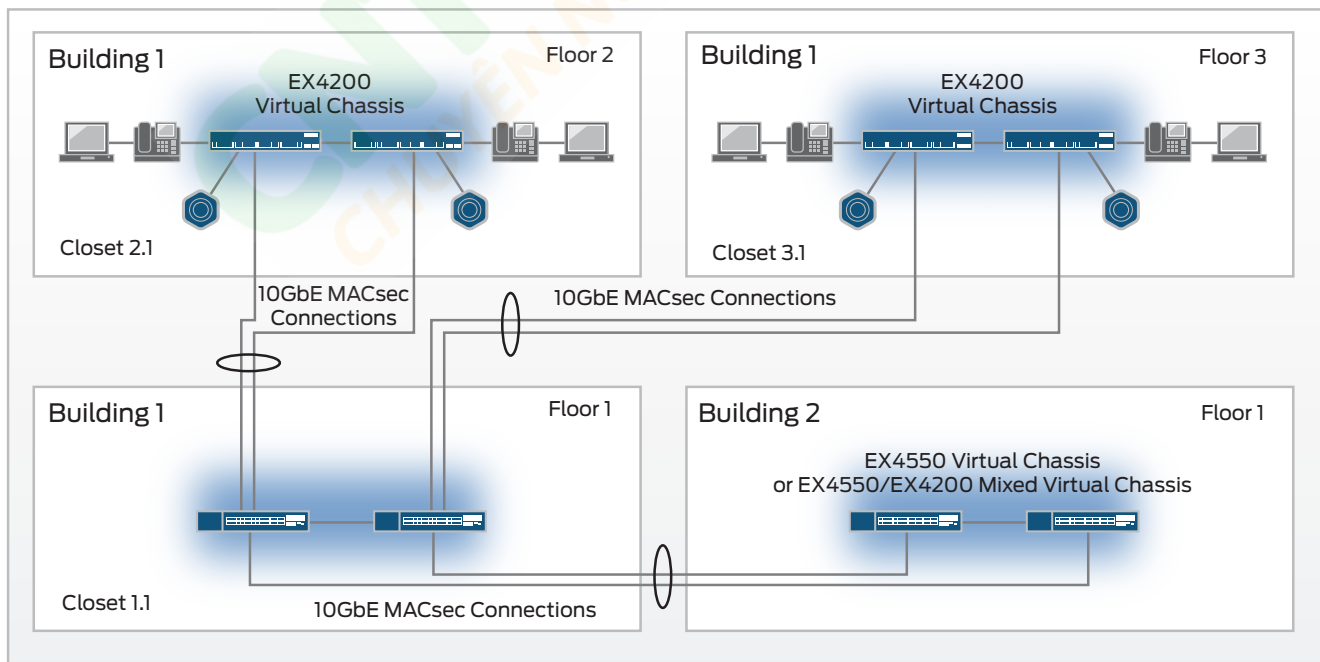 Building 1
Floor 2
EX4200
Virtual Chassis
Closet 2.1
Building 1
Floor 3
EX4200
Virtual Chassis
Closet 3.1
10GbE MACsec
Connections
10GbE MACsec Connections
Building 1
Floor 1
Closet 1.1
Building 2
Floor 1
EX4550 Virtual Chassis
or EX4550/EX4200 Mixed Virtual Chassis
10GbE MACsec Connections